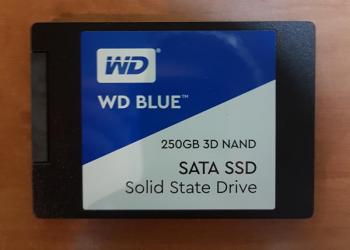 WD
WD BLUE™
250GB 3D NAND
SATA SSD
Solid State Drive